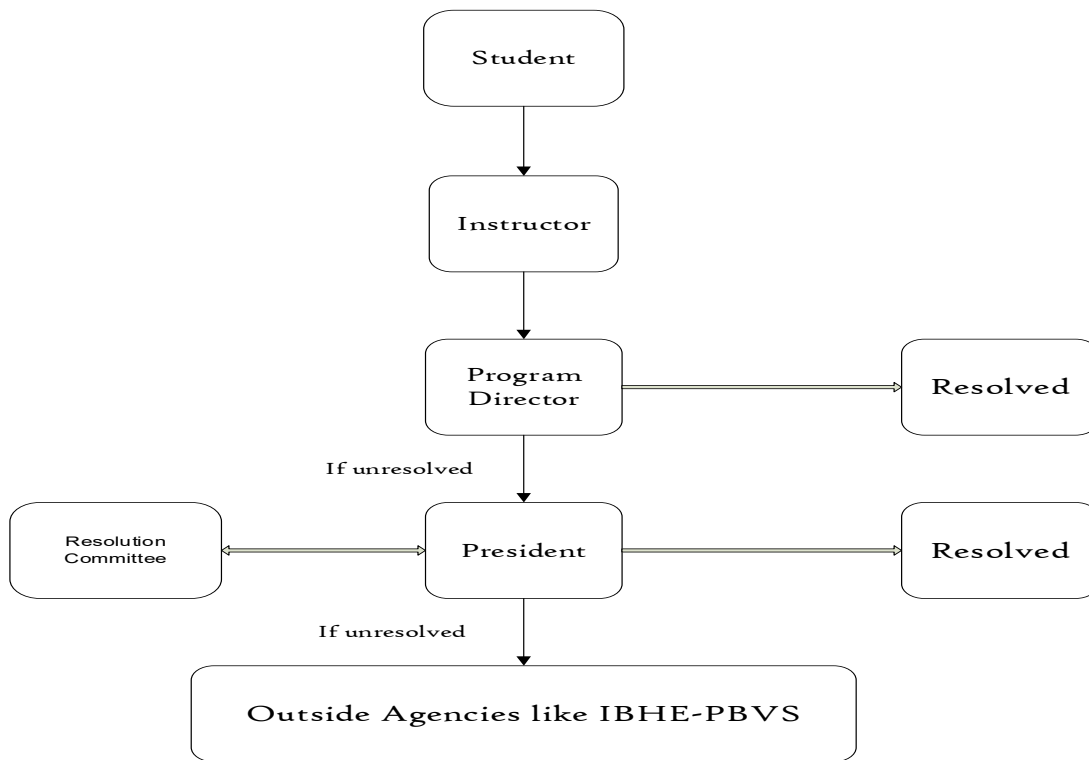 Student
Instructor
Program
Director
Resolved
If unresolved
Resolution
Committee
President
Resolved
If unresolved
Outside Agencies like IBHE-PBVS